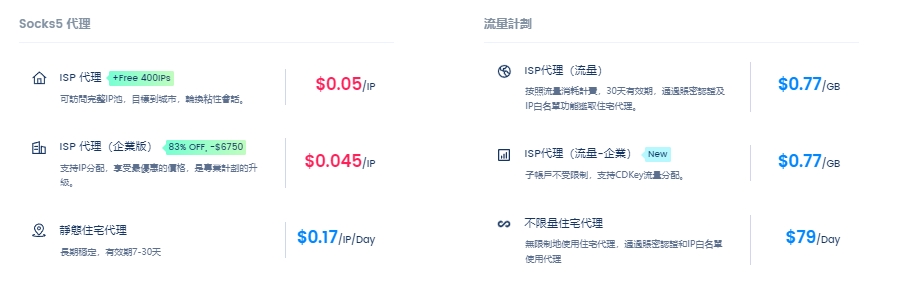 Socks5 代理
ISP 代理 +Free 400IPs
可訪問完整IP池，目標到城市，輪換粘性會話。
$0.05/IP
ISP 代理（企業版） 83% OFF, -$6750
支持IP分配，享受最優惠的價格，是專業計劃的升
級。
$0.045/IP
靜態住宅代理
長期穩定，有效期7-30天
$0.17/IP/Day
流量計劃
ISP代理（流量）
按照流量消耗計費，30天有效期，通過賬密認證及
IP白名單功能進取住宅代理。
$0.77/GB
ISP代理（流量-企業） New
子帳戶不受限制，支持CDKey流量分配。
$0.77/GB
不限量住宅代理
無限制地使用住宅代理，通過賬密認證和IP白名單
使用代理
$79/Day